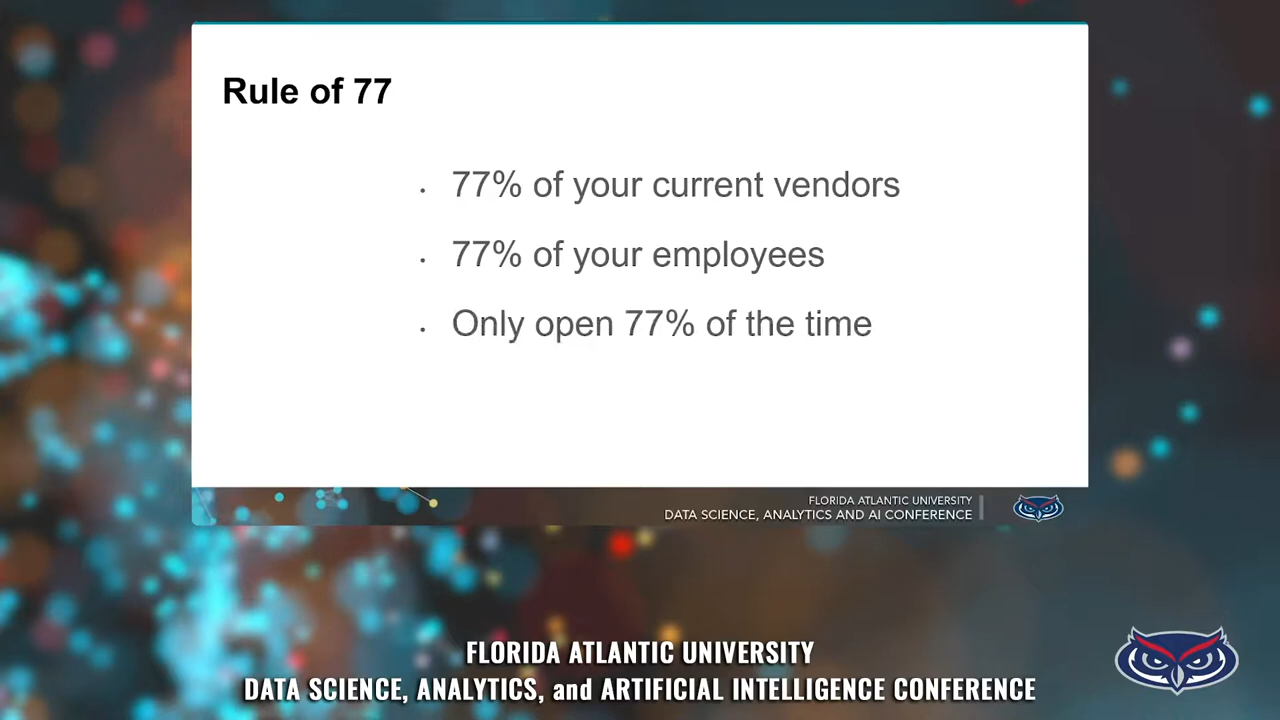 Rule of 77
• 77% of your current vendors
• 77% of your employees
• Only open 77% of the time
FLORIDA ATLANTIC UNIVERSITY
DATA SCIENCE, ANALYTICS AND AI CONFERENCE
FLORIDA ATLANTIC UNIVERSITY
DATA SCIENCE, ANALYTICS, and ARTIFICIAL INTELLIGENCE CONFERENCE